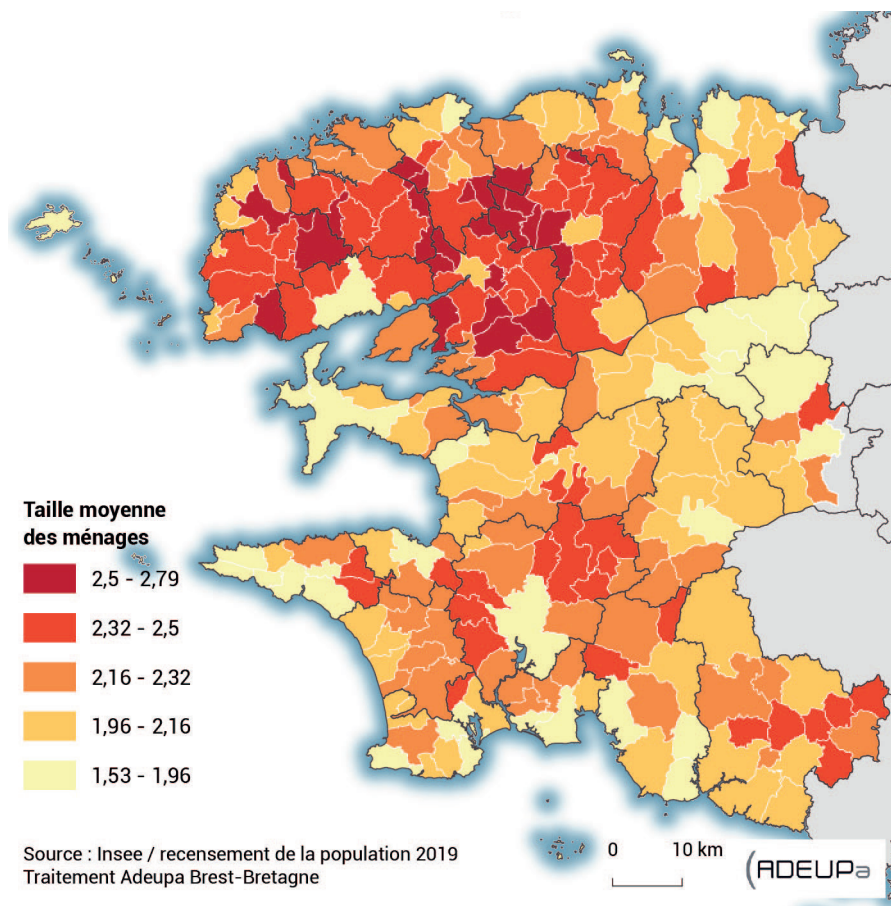 Taille moyenne
des ménages
2,5 - 2,79
2,32 - 2,5
2,16 - 2,32
1,96 - 2,16
1,53 - 1,96
Source : Insee / recensement de la population 2019
Traitement Adeupa Brest-Bretagne
0 10 km
(ADEUPa